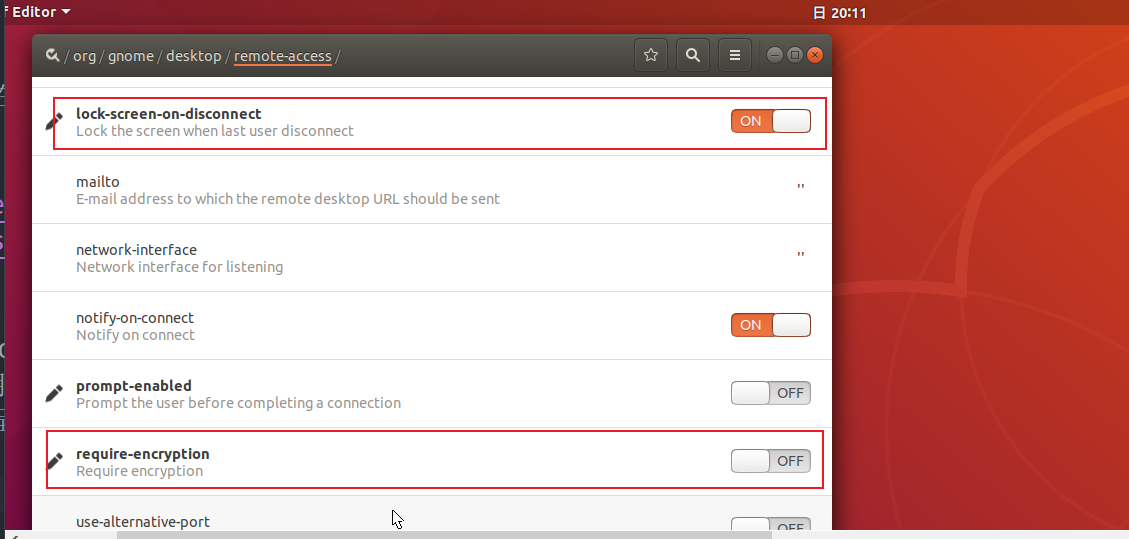 f Editor
日 20:11
/ org / gnome / desktop / remote-access /
lock-screen-on-disconnect
Lock the screen when last user disconnect
ON
mailto
E-mail address to which the remote desktop URL should be sent
''
network-interface
Network interface for listening
''
notify-on-connect
Notify on connect
ON
prompt-enabled
Prompt the user before completing a connection
OFF
require-encryption
Require encryption
OFF
use-alternative-port
OFF